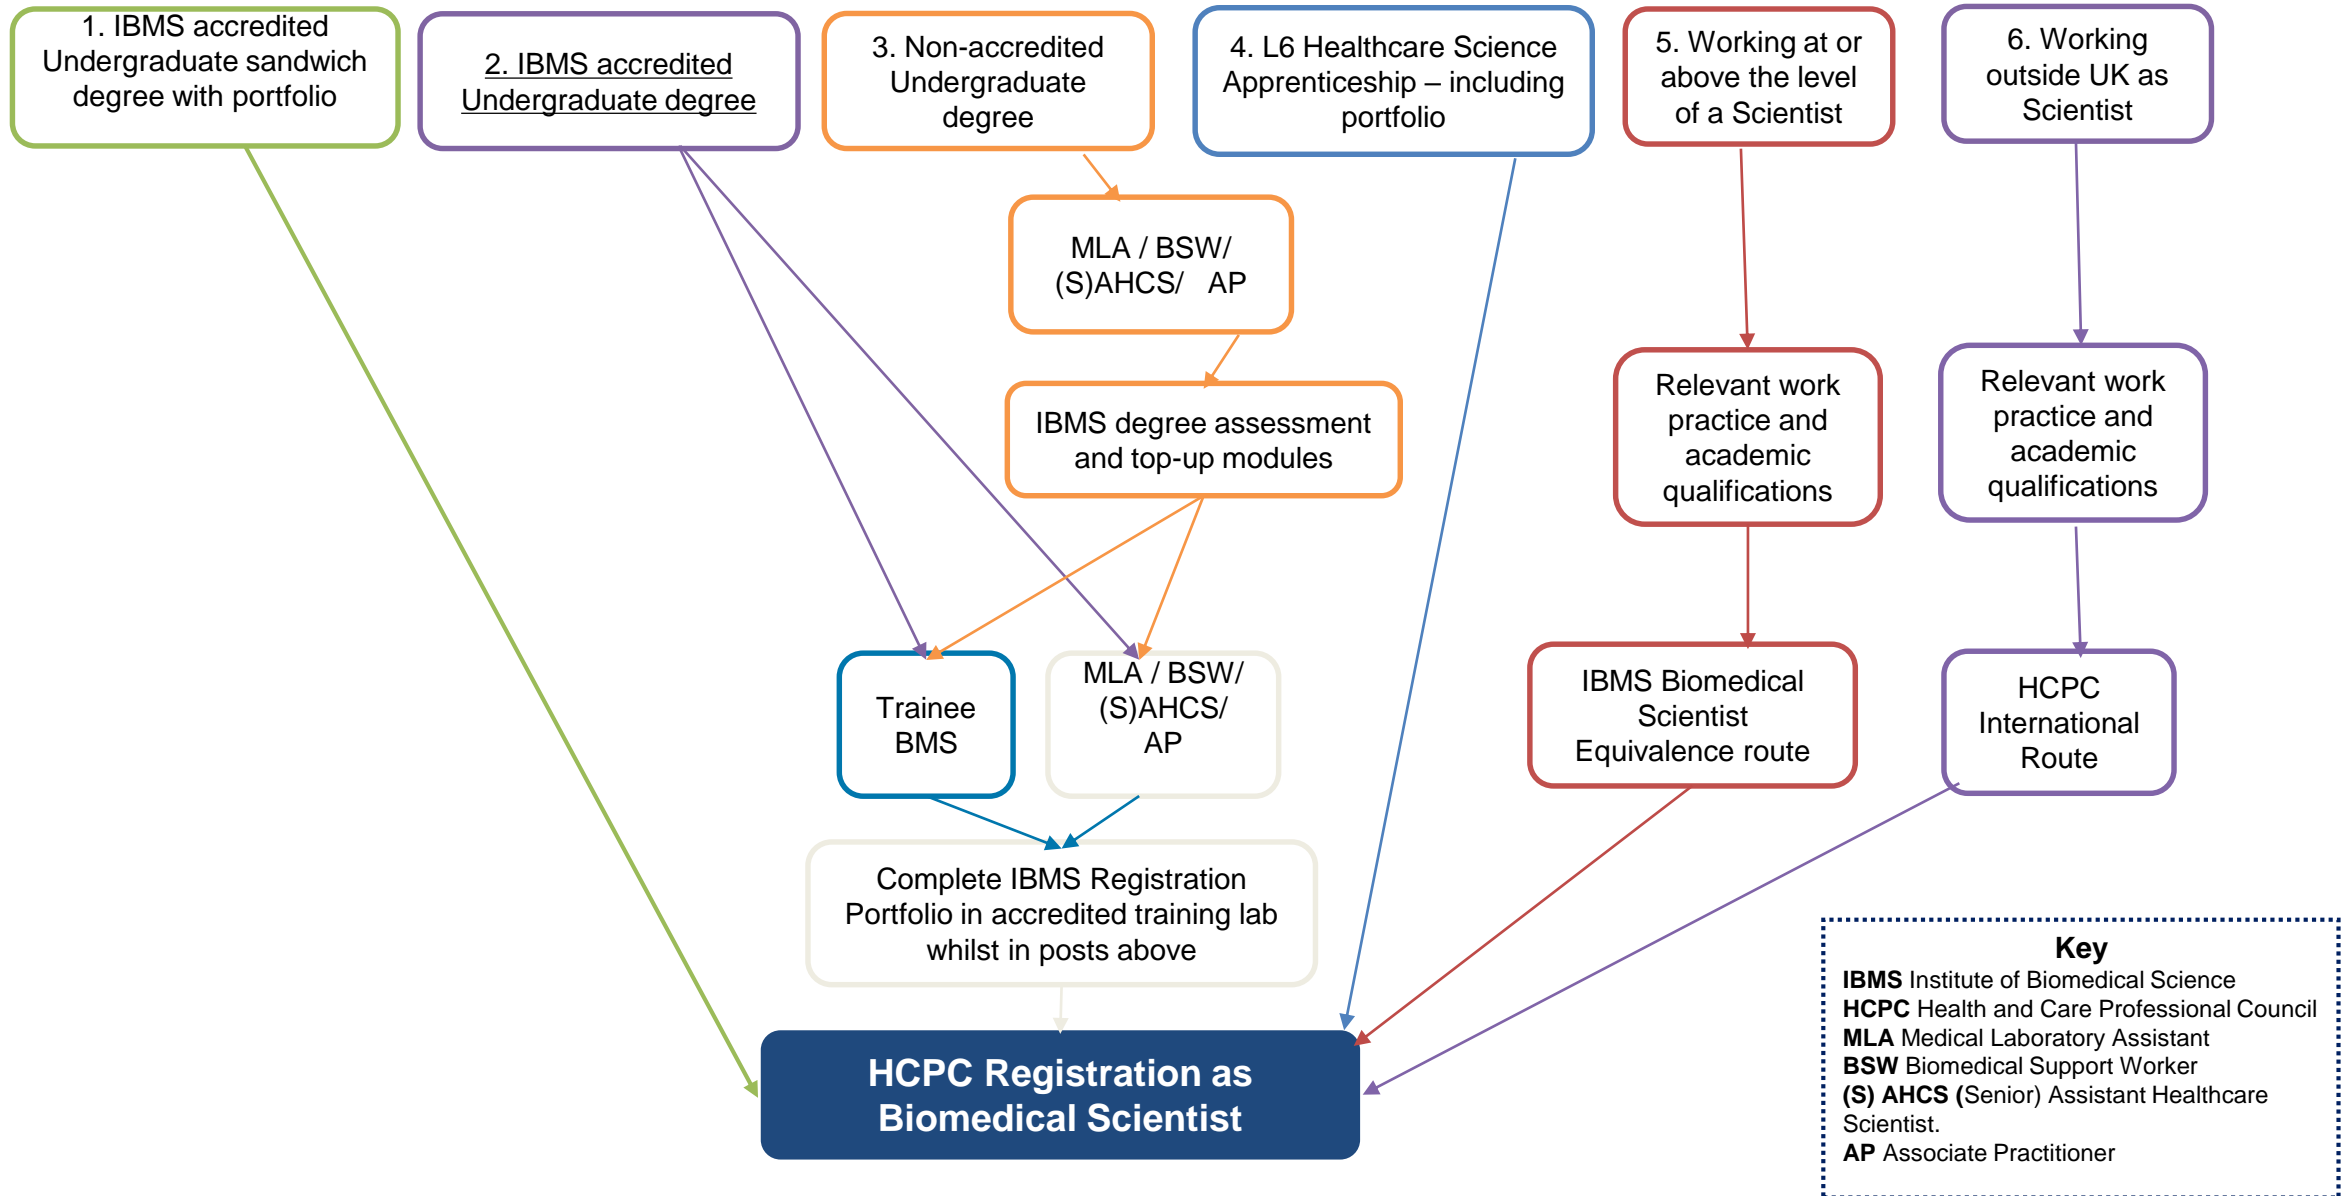 1. IBMS accredited
Undergraduate sandwich
degree with portfolio
2. IBMS accredited
Undergraduate degree
3. Non-accredited
Undergraduate
degree
4. L6 Healthcare Science
Apprenticeship – including
portfolio
5. Working at or
above the level
of a Scientist
6. Working
outside UK as
Scientist
MLA / BSW/
(S)AHCS/ AP
IBMS degree assessment
and top-up modules
Relevant work
practice and
academic
qualifications
Relevant work
practice and
academic
qualifications
Trainee
BMS
MLA / BSW/
(S)AHCS/
AP
IBMS Biomedical
Scientist
Equivalence route
HCPC
International
Route
Complete IBMS Registration
Portfolio in accredited training lab
whilst in posts above
HCPC Registration as
Biomedical Scientist
Key
IBMS Institute of Biomedical Science
HCPC Health and Care Professional Council
MLA Medical Laboratory Assistant
BSW Biomedical Support Worker
(S) AHCS (Senior) Assistant Healthcare
Scientist.
AP Associate Practitioner